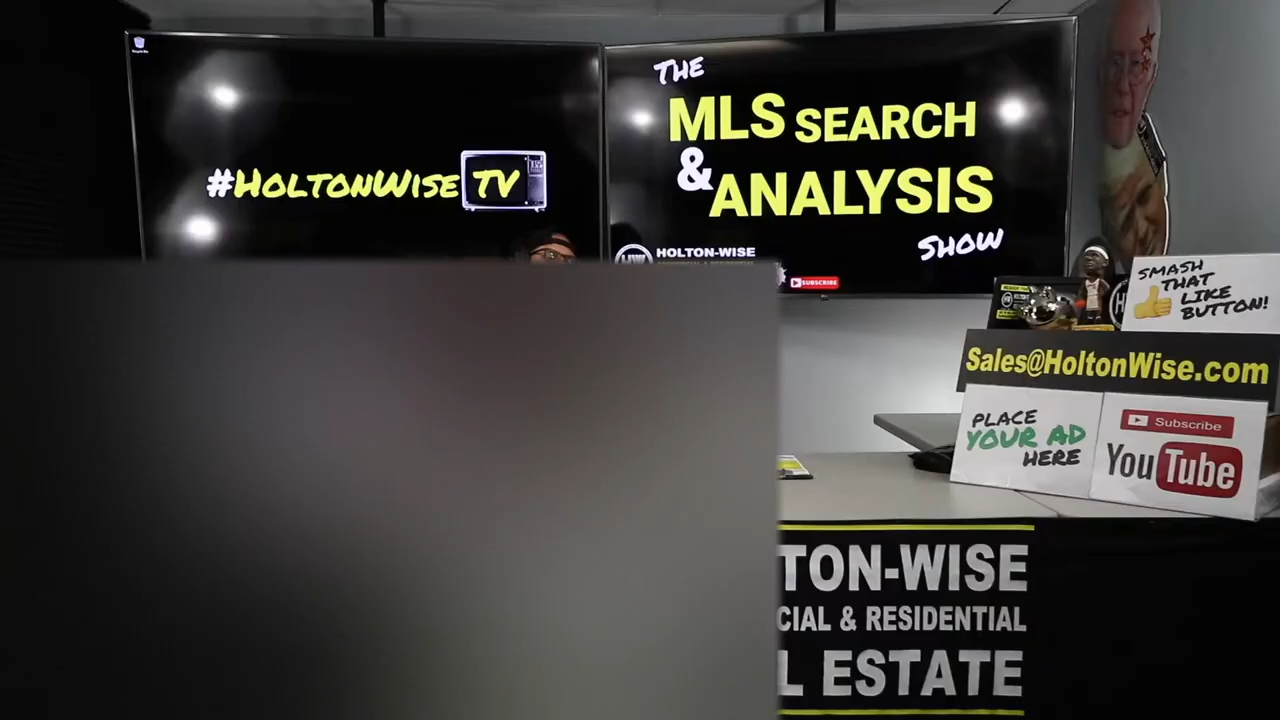 #HOLTONWISE TV
THE
MLS SEARCH
& ANALYSIS
SHOW
HW HOLTON-WISE
SUBSCRIBE
SMASH
THAT
LIKE
BUTTON!
Sales@HoltonWise.com
PLACE
YOUR AD
HERE
Subscribe
YouTube
TON-WISE
CIAL & RESIDENTIAL
L ESTATE